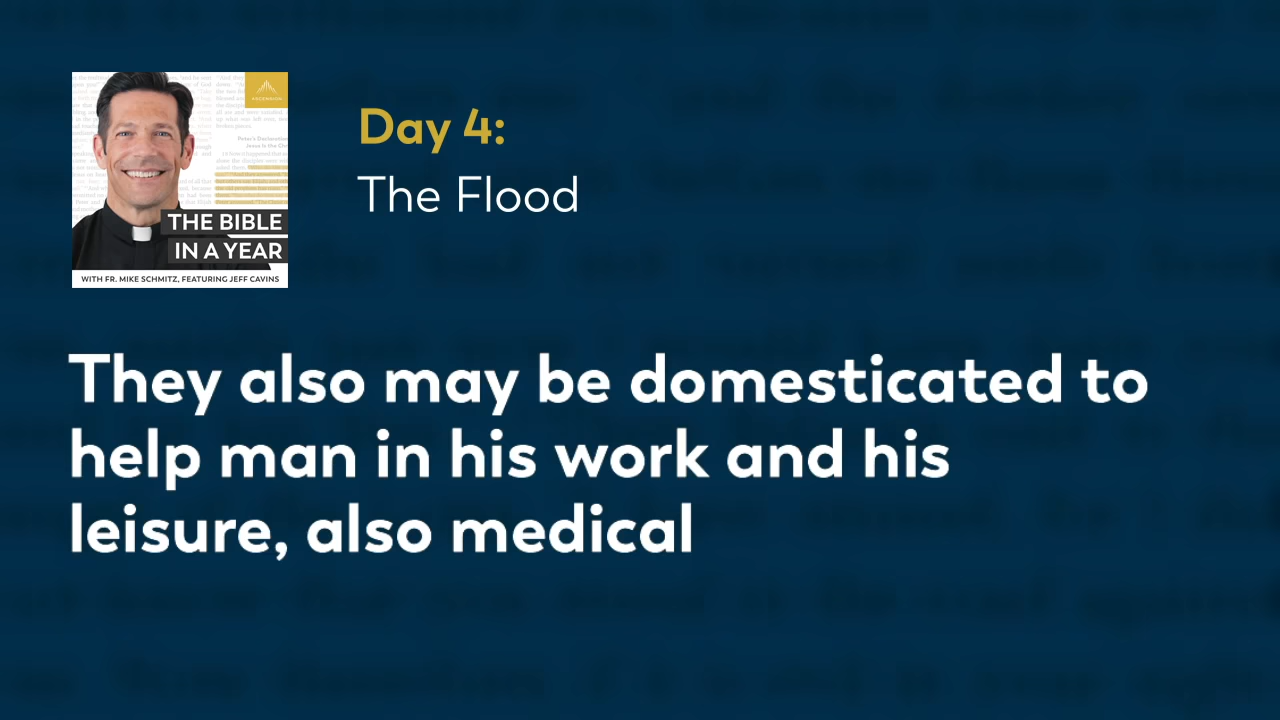 ASCENSION
THE BIBLE
IN A YEAR
WITH FR. MIKE SCHMITZ, FEATURING JEFF CAVINS
Day 4:
The Flood
They also may be domesticated to
help man in his work and his
leisure, also medical